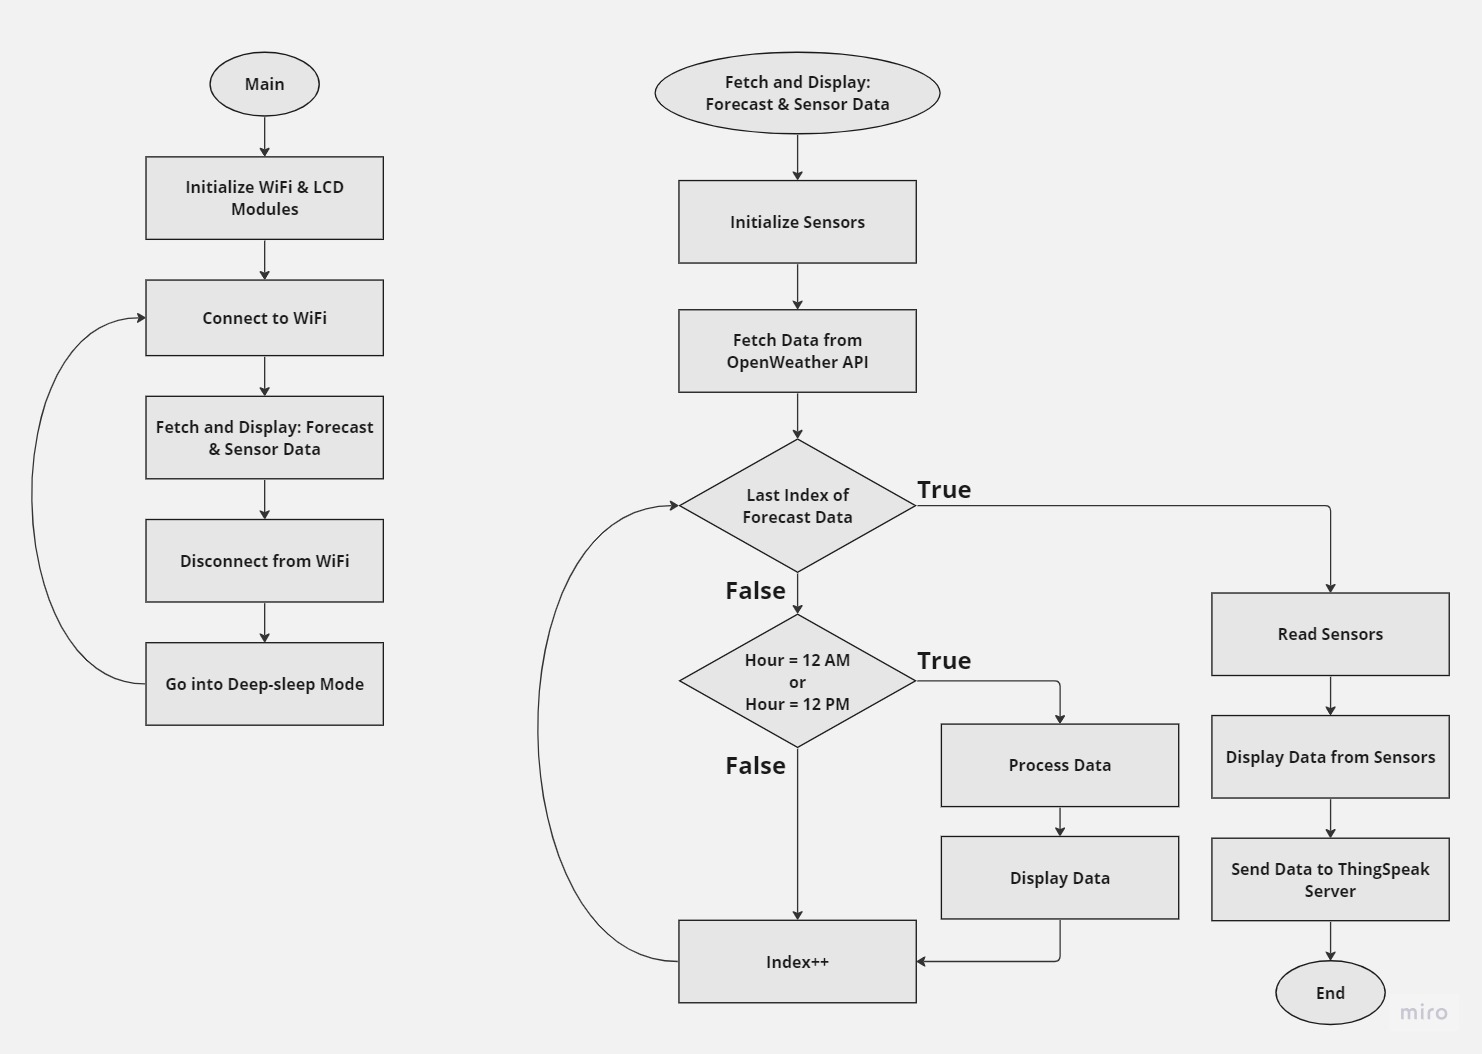 Main
Initialize WiFi & LCD
Modules
Connect to WiFi
Fetch and Display: Forecast
& Sensor Data
Disconnect from WiFi
Go into Deep-sleep Mode
Fetch and Display:
Forecast & Sensor Data
Initialize Sensors
Fetch Data from
OpenWeather API
Last Index of
Forecast Data
True
False
Hour = 12 AM
or
Hour = 12 PM
True
False
Process Data
Display Data
Index++
Read Sensors
Display Data from Sensors
Send Data to ThingSpeak
Server
End
miro